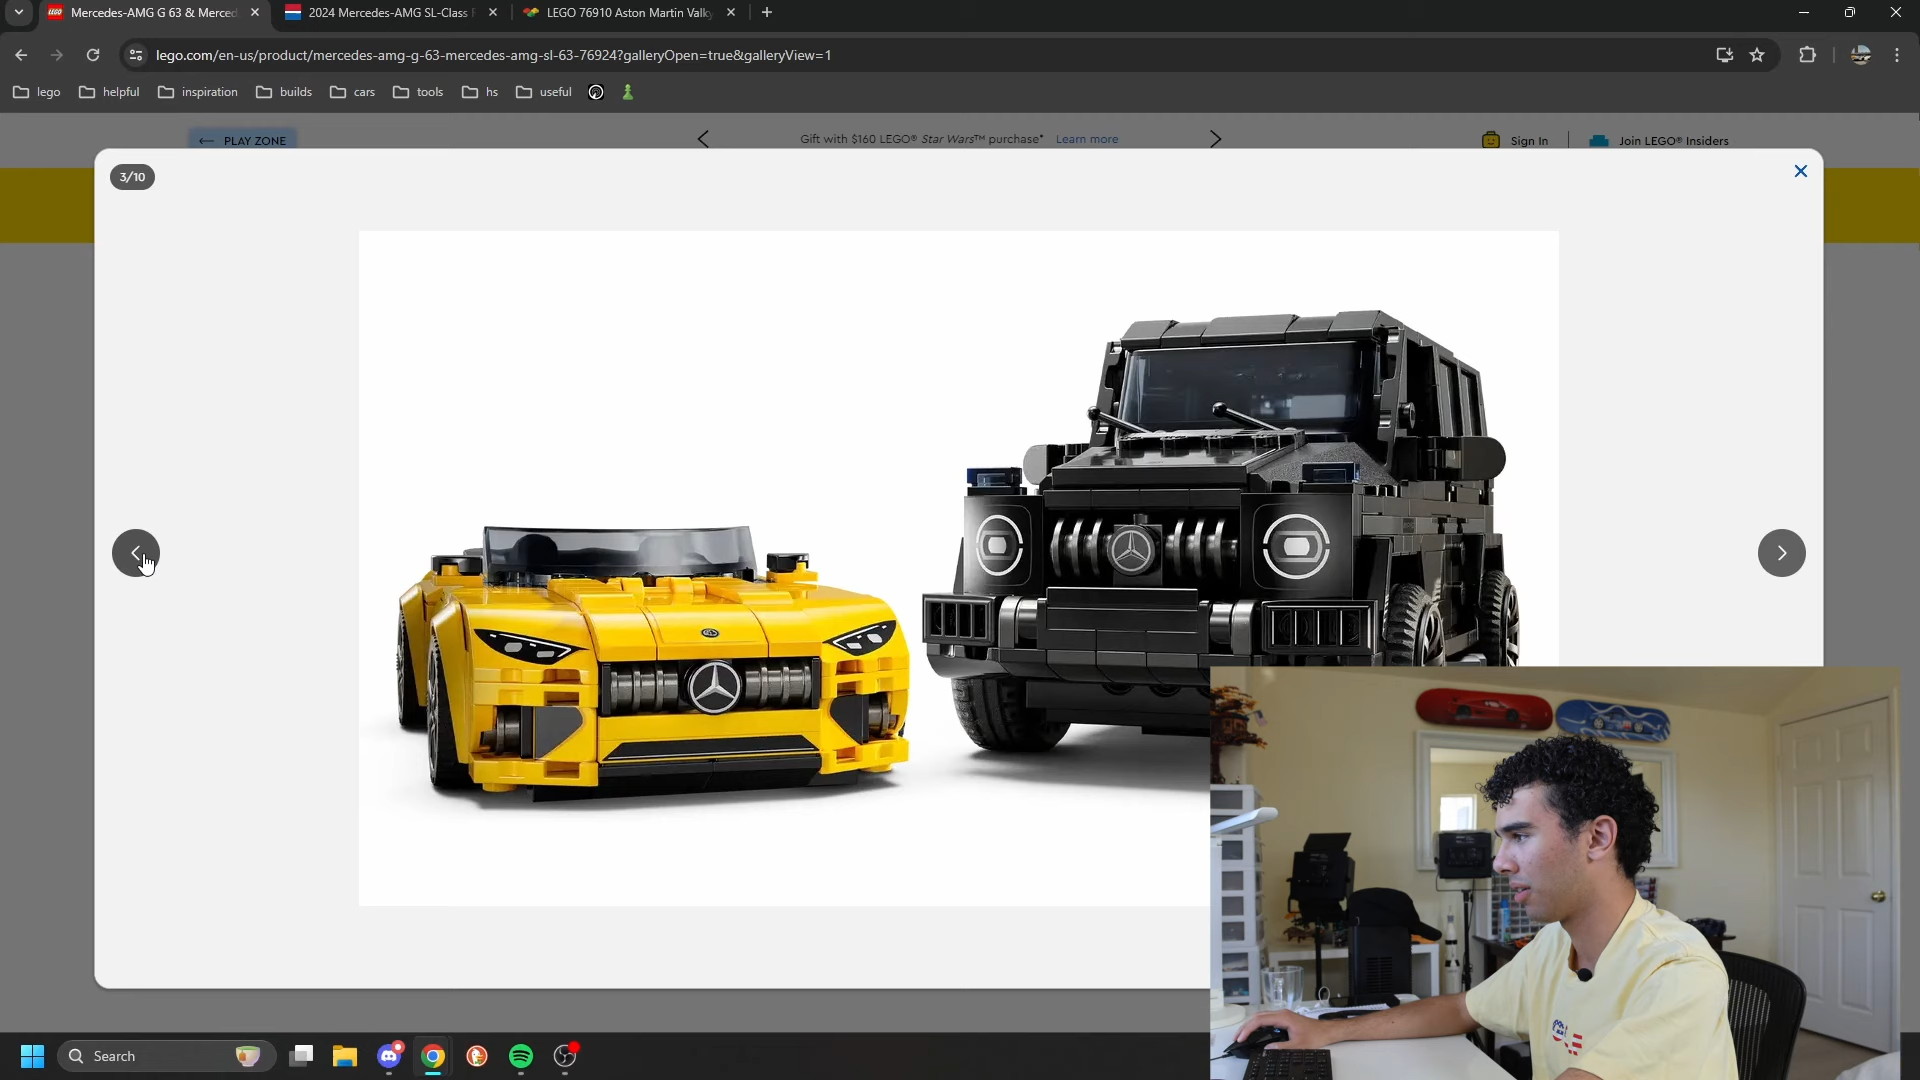 Mercedes-AMG G 63 & Merced
2024 Mercedes-AMG SL-Class
LEGO 76910 Aston Martin Valky
lego.com/en-us/product/mercedes-amg-g-63-mercedes-amg-sl-63-76924?galleryOpen=true&galleryView=1
lego
helpful
inspiration
builds
cars
tools
hs
useful
PLAY ZONE
Gift with $160 LEGO® Star Wars™ purchase* Learn more
Sign In
Join LEGO® Insiders
3/10
Search